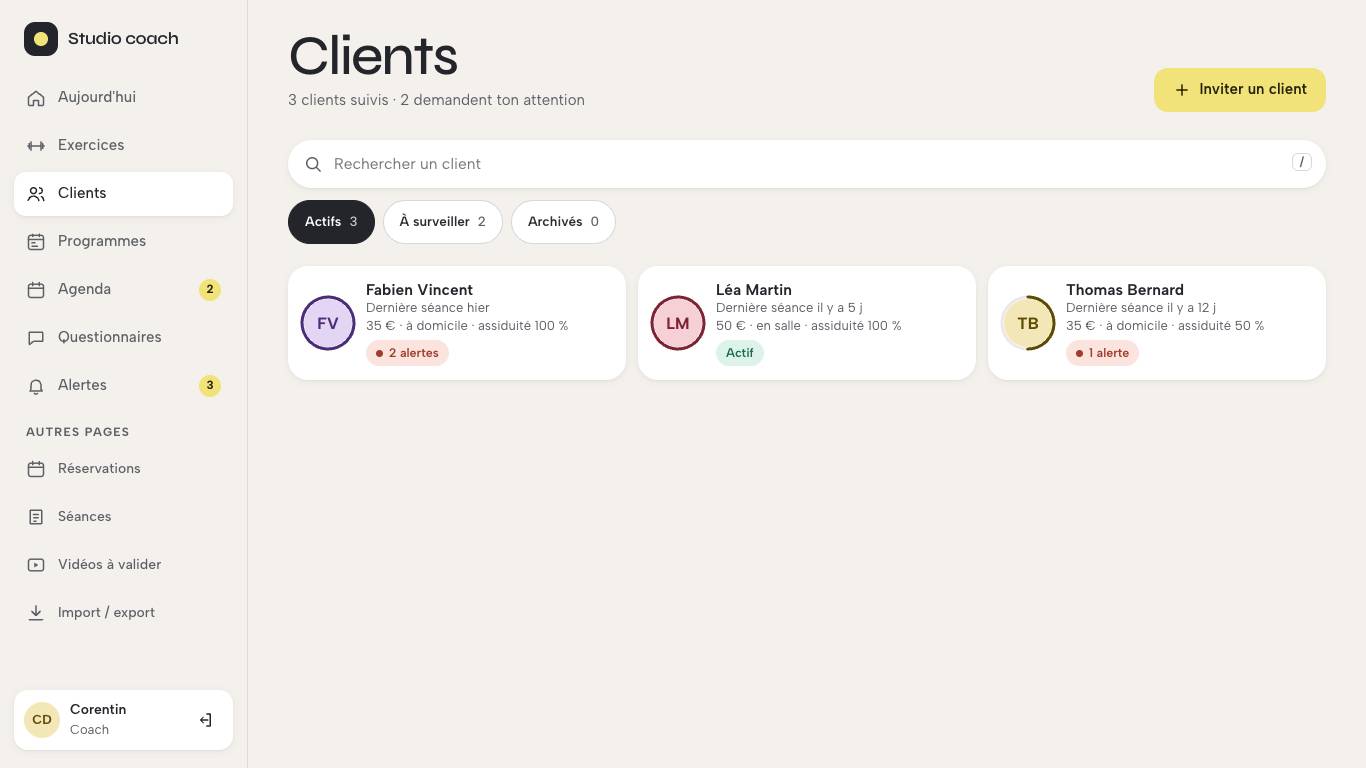 Studio coach
Aujourd'hui
Exercices
Clients
Programmes
Agenda 2
Questionnaires
Alertes 3
AUTRES PAGES
Réservations
Séances
Vidéos à valider
Import / export
CD
Corentin
Coach
Clients
3 clients suivis · 2 demandent ton attention
+ Inviter un client
Rechercher un client /
Actifs 3
À surveiller 2
Archivés 0
FV
Fabien Vincent
Dernière séance hier
35 € · à domicile · assiduité 100 %
2 alertes
LM
Léa Martin
Dernière séance il y a 5 j
50 € · en salle · assiduité 100 %
Actif
TB
Thomas Bernard
Dernière séance il y a 12 j
35 € · à domicile · assiduité 50 %
1 alerte